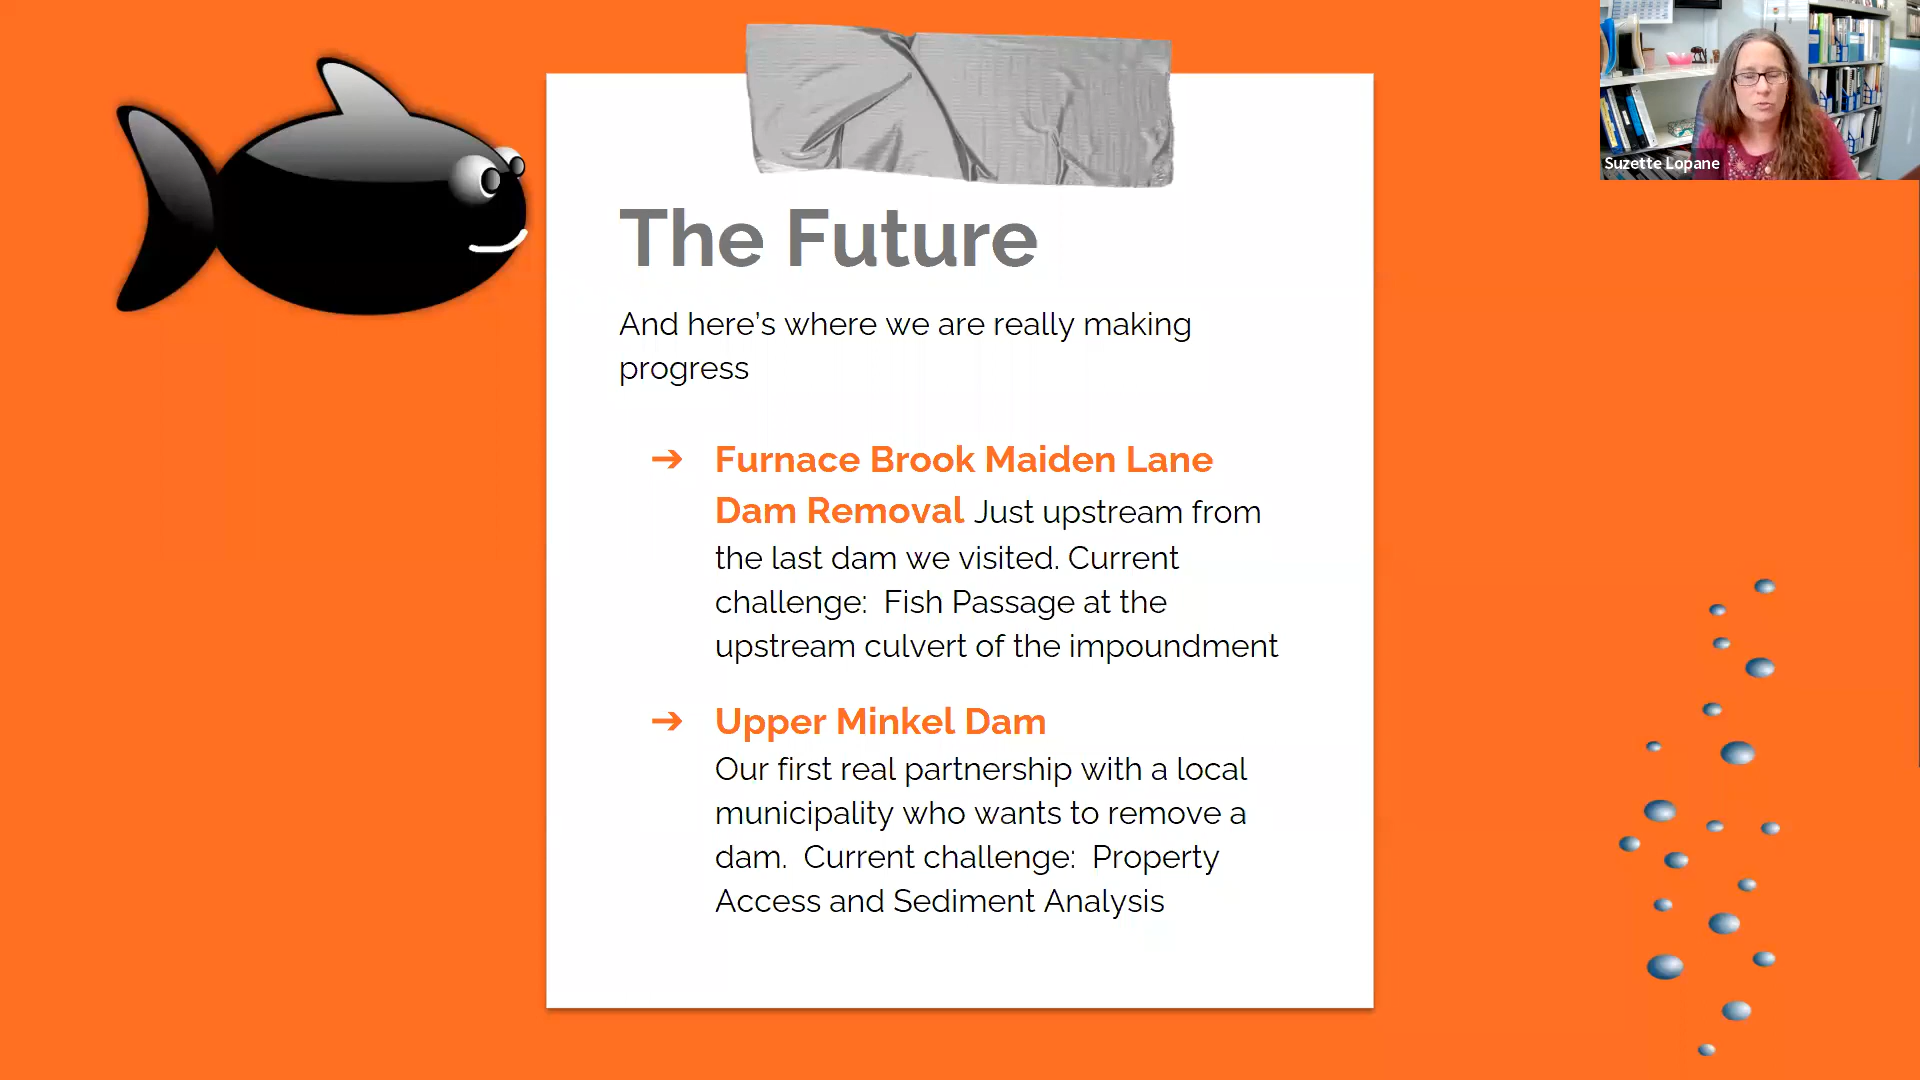 Suzette Lopane
The Future
And here's where we are really making
progress
➔ Furnace Brook Maiden Lane
Dam Removal Just upstream from
the last dam we visited. Current
challenge:  Fish Passage at the
upstream culvert of the impoundment
➔ Upper Minkel Dam
Our first real partnership with a local
municipality who wants to remove a
dam.  Current challenge:  Property
Access and Sediment Analysis